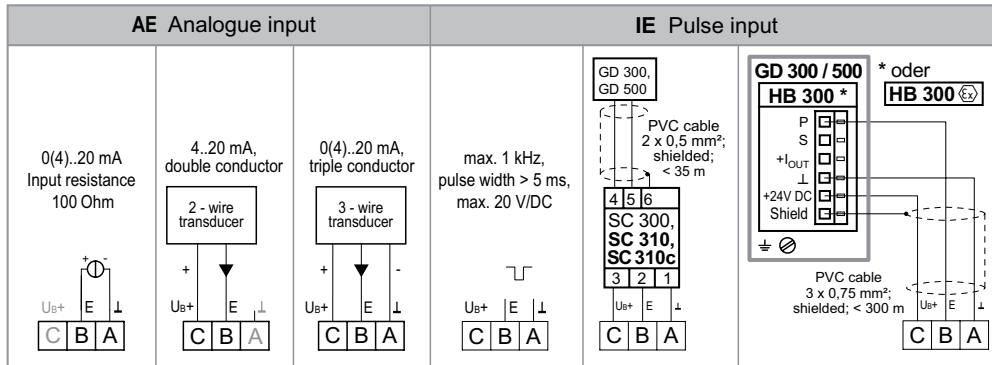 AE Analogue input
IE Pulse input
0(4)..20 mA
Input resistance
100 Ohm
+ -
UB+ E ⊥
C B A
4..20 mA,
double conductor
2 - wire
transducer
+
UB+ E ⊥
C B A
0(4)..20 mA,
triple conductor
3 - wire
transducer
+ -
UB+ E ⊥
C B A
max. 1 kHz,
pulse width > 5 ms,
max. 20 V/DC
UB+ E ⊥
C B A
GD 300,
GD 500
PVC cable
2 x 0,5 mm²;
shielded;
< 35 m
4 5 6
SC 300,
SC 310,
SC 310c
3 2 1
UB+ E ⊥
C B A
GD 300 / 500
HB 300 *
* oder
HB 300 Ex
P
S
+IOUT
⊥
+24V DC
Shield
PVC cable
3 x 0,75 mm²;
shielded; < 300 m
UB+ E ⊥
C B A